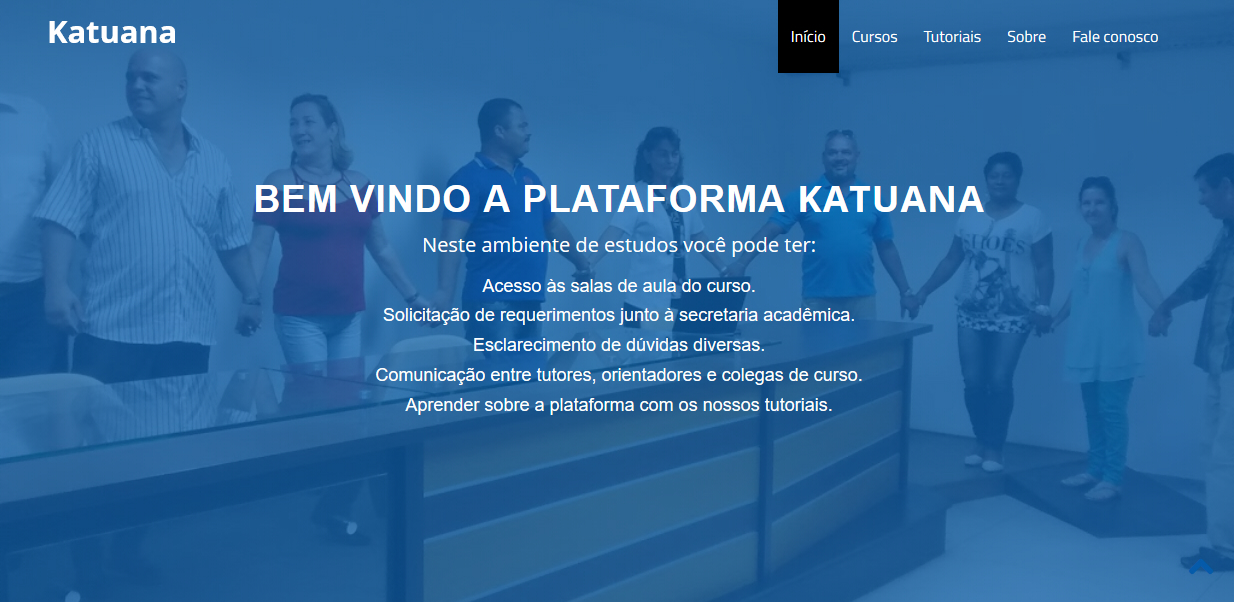 Katuana
Início Cursos Tutoriais Sobre Fale conosco
BEM VINDO A PLATAFORMA KATUANA
Neste ambiente de estudos você pode ter:
Acesso às salas de aula do curso.
Solicitação de requerimentos junto à secretaria acadêmica.
Esclarecimento de dúvidas diversas.
Comunicação entre tutores, orientadores e colegas de curso.
Aprender sobre a plataforma com os nossos tutoriais.